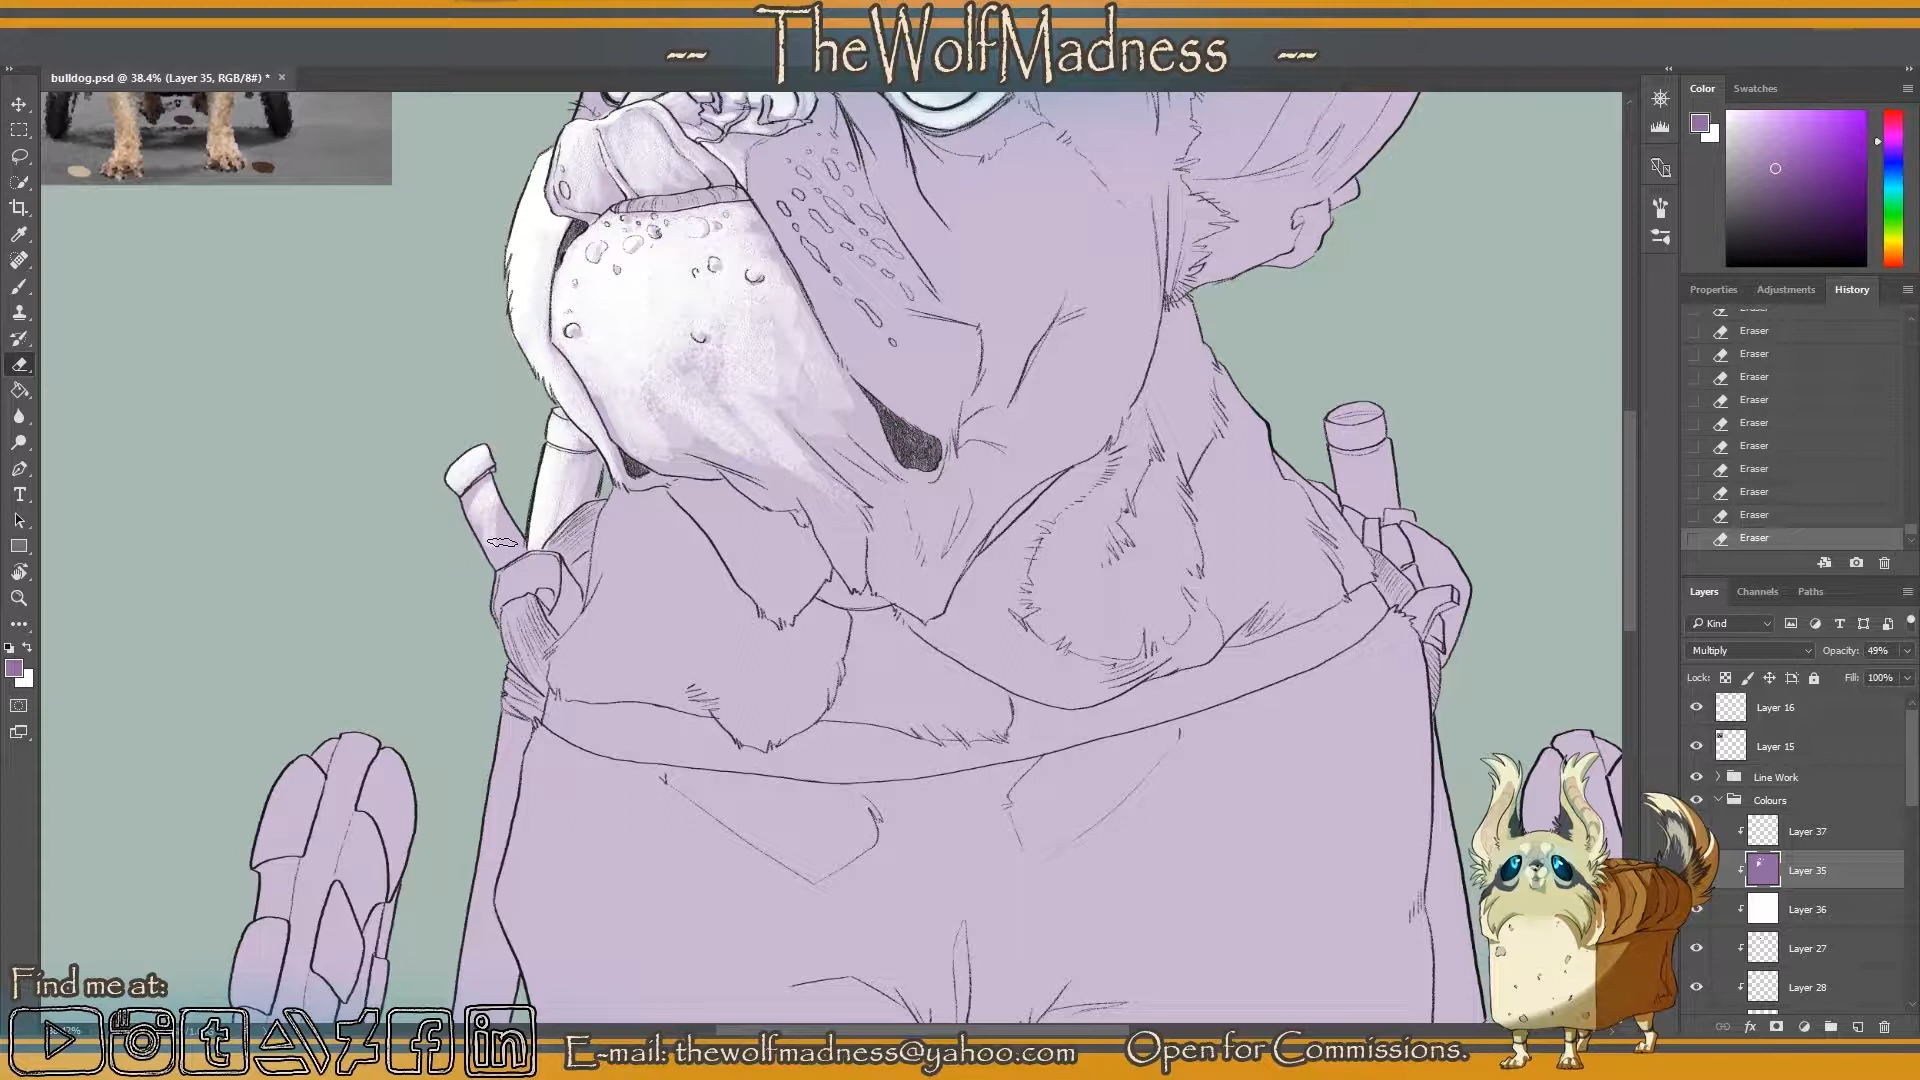 -- TheWolfMadness --
bulldog.psd @ 38.4% (Layer 35, RGB/8#) * ×
Color
Swatches
Properties
Adjustments
History
Eraser
Eraser
Eraser
Eraser
Eraser
Eraser
Eraser
Eraser
Eraser
Eraser
Layers
Channels
Paths
Kind
Multiply
Opacity: 49%
Lock:
Fill: 100%
Layer 16
Layer 15
Line Work
Colours
Layer 37
Layer 35
Layer 36
Layer 27
Layer 28
fx
Find me at:
E-mail: thewolfmadness@yahoo.com
Open for Commissions.